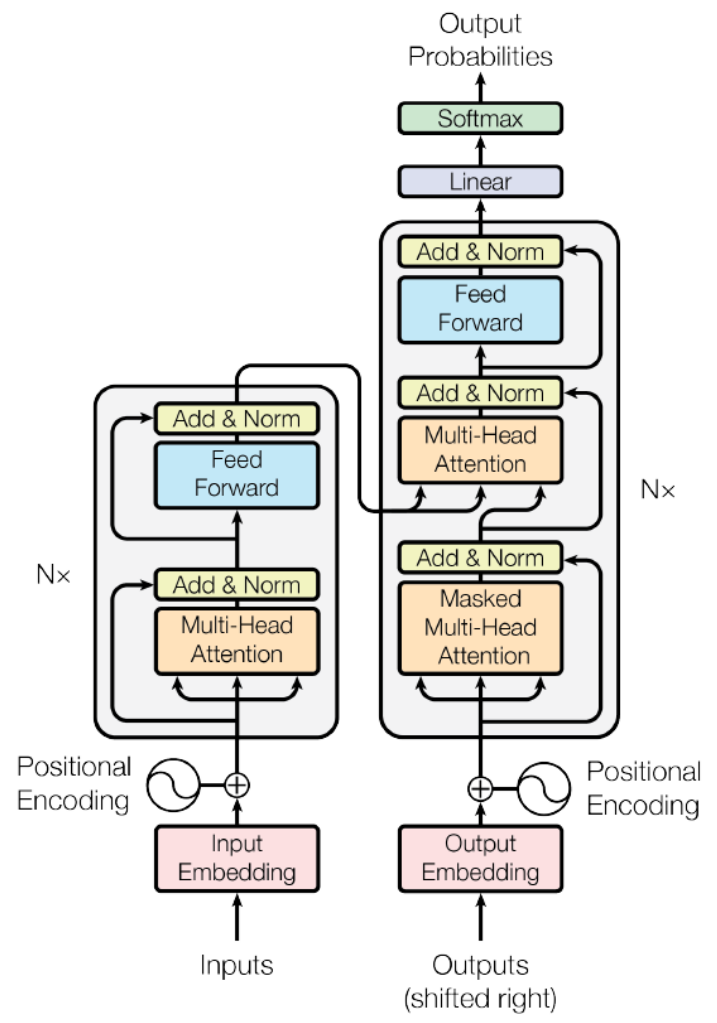 Output
Probabilities
Softmax
Linear
Add & Norm
Feed
Forward
Add & Norm
Multi-Head
Attention
Add & Norm
Masked
Multi-Head
Attention
N×
Add & Norm
Feed
Forward
Add & Norm
Multi-Head
Attention
N×
Positional
Encoding
Positional
Encoding
Input
Embedding
Output
Embedding
Inputs
Outputs
(shifted right)